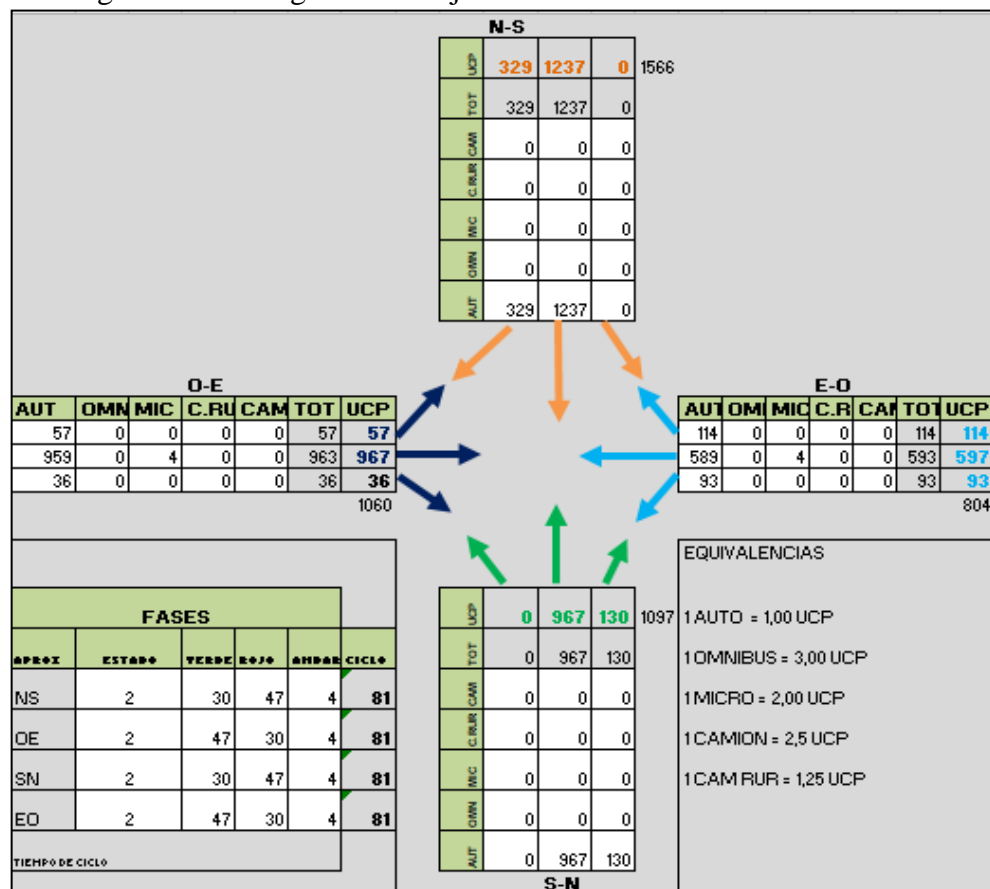 N-S
UCP 329 1237 0 1566
TOT 329 1237 0
CAM 0 0 0
C.RUR 0 0 0
MIC 0 0 0
OMN 0 0 0
AUT 329 1237 0
O-E
AUT OMN MIC C.RU CAM TOT UCP
57 0 0 0 0 57 57
959 0 4 0 0 963 967
36 0 0 0 0 36 36
1060
E-O
AUT OMI MIC C.R CAI TOT UCP
114 0 0 0 0 114 114
589 0 4 0 0 593 597
93 0 0 0 0 93 93
804
FASES
APROX ESTADO VERDE ROJO AMBAR CICLO
NS 2 30 47 4 81
OE 2 47 30 4 81
SN 2 30 47 4 81
EO 2 47 30 4 81
TIEMPO DE CICLO
UCP 0 967 130 1097
TOT 0 967 130
CAM 0 0 0
C.RUR 0 0 0
MIC 0 0 0
OMN 0 0 0
AUT 0 967 130
S-N
EQUIVALENCIAS
1 AUTO = 1,00 UCP
1 OMNIBUS = 3,00 UCP
1 MICRO = 2,00 UCP
1 CAMION = 2,5 UCP
1 CAM RUR = 1,25 UCP